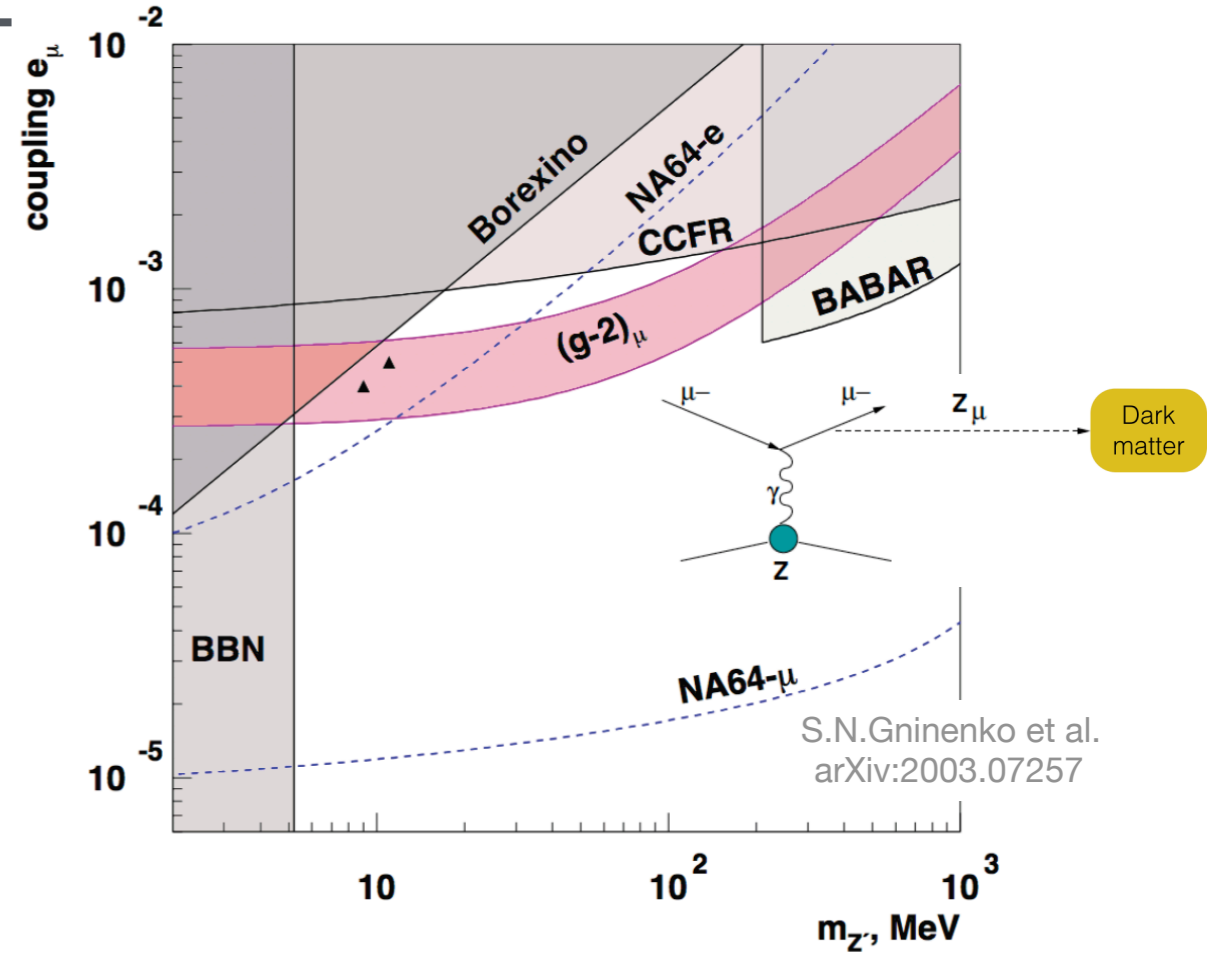 coupling e_μ
10^-2
10^-3
10^-4
10^-5
Borexino
NA64-e
CCFR
BABAR
(g-2)_μ
μ−
μ−
Z_μ
Dark
matter
γ
Z
BBN
NA64-μ
S.N.Gninenko et al.
arXiv:2003.07257
10
10^2
10^3
m_Z´, MeV